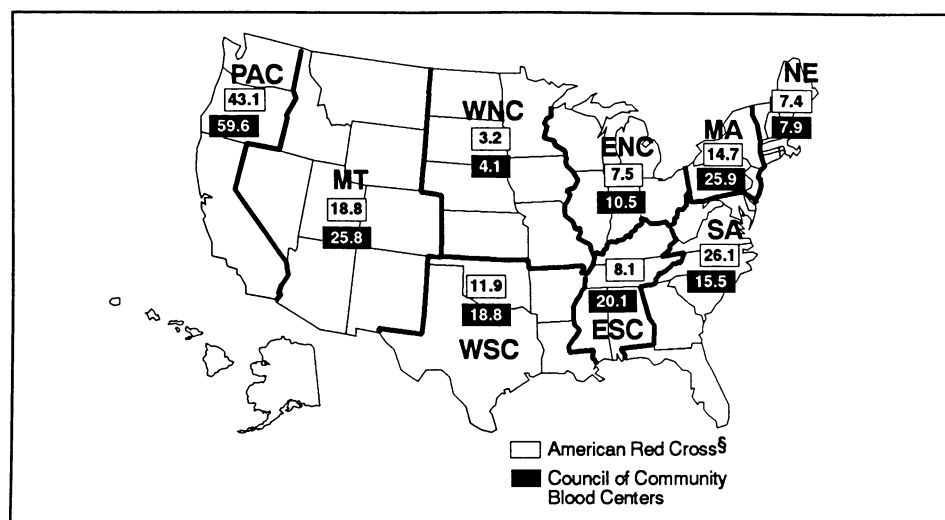 PAC
43.1
59.6
WNC
3.2
4.1
NE
7.4
7.9
MA
14.7
25.9
ENC
7.5
10.5
MT
18.8
25.8
SA
26.1
15.5
8.1
20.1
ESC
11.9
18.8
WSC
American Red Cross§
Council of Community
Blood Centers